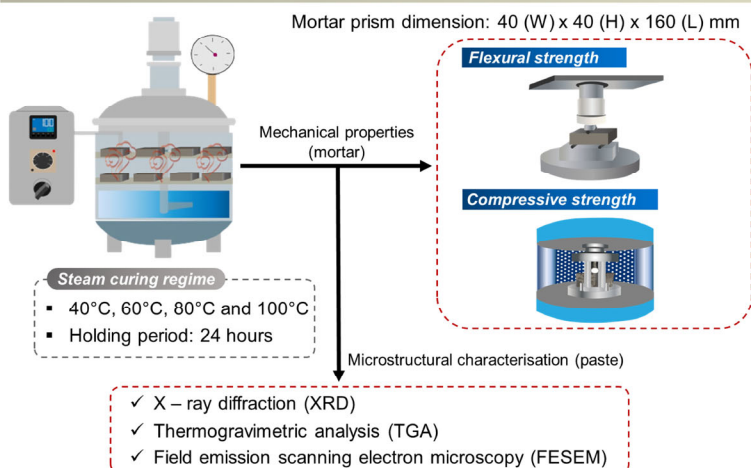 Mortar prism dimension: 40 (W) x 40 (H) x 160 (L) mm
Flexural strength
Mechanical properties
(mortar)
Compressive strength
Steam curing regime
▪ 40°C, 60°C, 80°C and 100°C
▪ Holding period: 24 hours
Microstructural characterisation (paste)
✓ X – ray diffraction (XRD)
✓ Thermogravimetric analysis (TGA)
✓ Field emission scanning electron microscopy (FESEM)